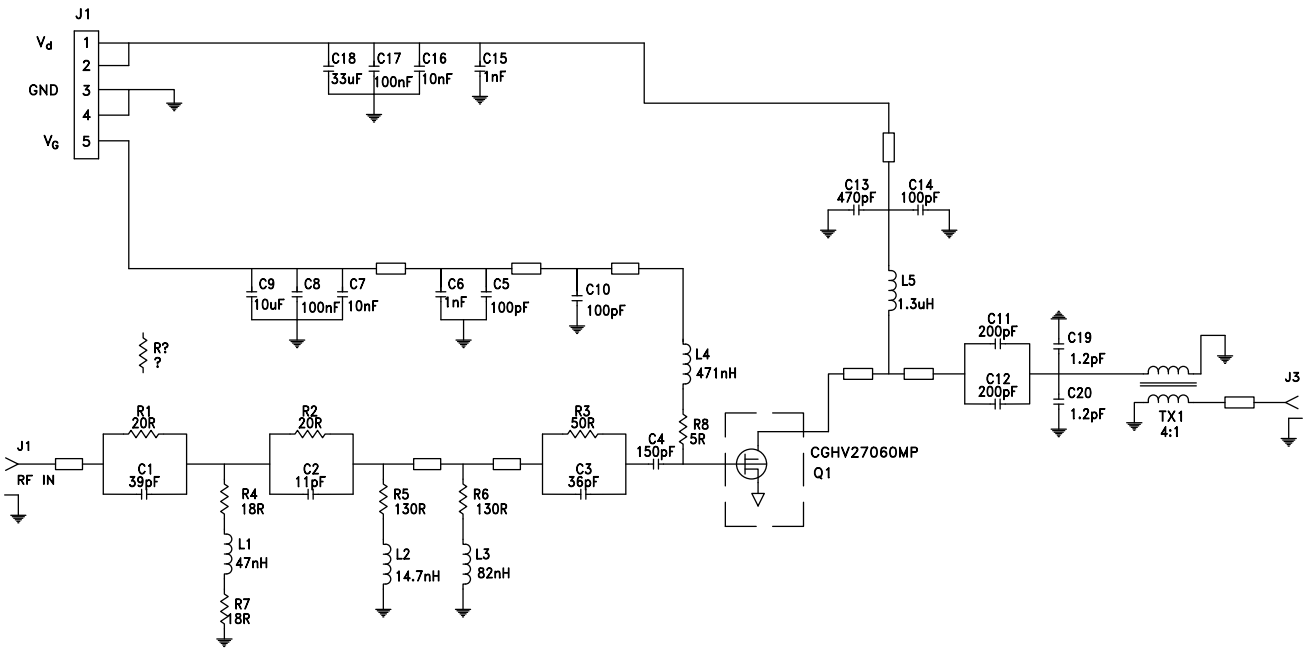 J1
Vd
1
2
GND
3
4
VG
5
C18
33uF
C17
100nF
C16
10nF
C15
1nF
C13
470pF
C14
100pF
L5
1.3uH
C9
10uF
C8
100nF
C7
10nF
C6
1nF
C5
100pF
C10
100pF
L4
471nH
R8
5R
R?
?
C11
200pF
C12
200pF
C19
1.2pF
C20
1.2pF
TX1
4:1
J3
J1
RF IN
R1
20R
C1
39pF
R2
20R
C2
11pF
R3
50R
C3
36pF
C4
150pF
CGHV27060MP
Q1
R4
18R
L1
47nH
R7
18R
R5
130R
L2
14.7nH
R6
130R
L3
82nH